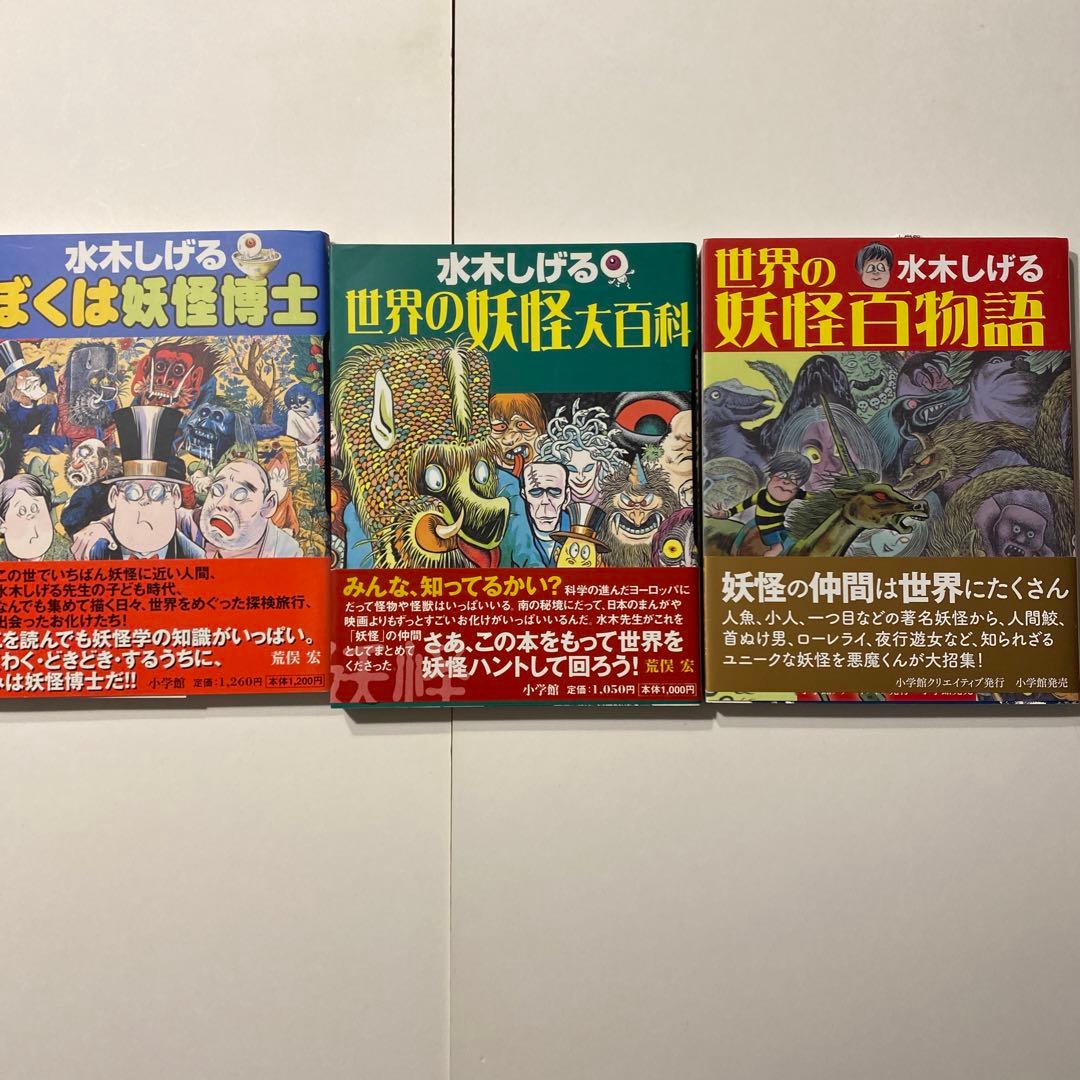 水木しげる
ぼくは妖怪博士
この世でいちばん妖怪に近い人間、
水木しげる先生の子ども時代、
なんでも集めて描く日々、世界をめぐった探検旅行、
出会ったお化けたち!
を読んでも妖怪学の知識がいっぱい。
わく・どきどき・するうちに、
みは妖怪博士だ!!
荒俣 宏
小学館 定価:1,260円 本体1,200円
水木しげる
世界の妖怪大百科
みんな、知ってるかい?科学の進んだヨーロッパに
だって怪物や怪獣はいっぱいいる。南の秘境にだって、日本のまんがや
映画よりもずっとすごいお化けがいっぱいいるんだ。水木先生がこれを
「妖怪」の仲間
としてまとめて
くださった
さあ、この本をもって世界を
妖怪ハントして回ろう!荒俣 宏
妖怪
小学館 定価:1,050円 本体1,000円
世界の
水木しげる
妖怪百物語
妖怪の仲間は世界にたくさん
人魚、小人、一つ目などの著名妖怪から、人間鮫、
首ぬけ男、ローレライ、夜行遊女など、知られざる
ユニークな妖怪を悪魔くんが大招集!
小学館クリエイティブ発行 小学館発売